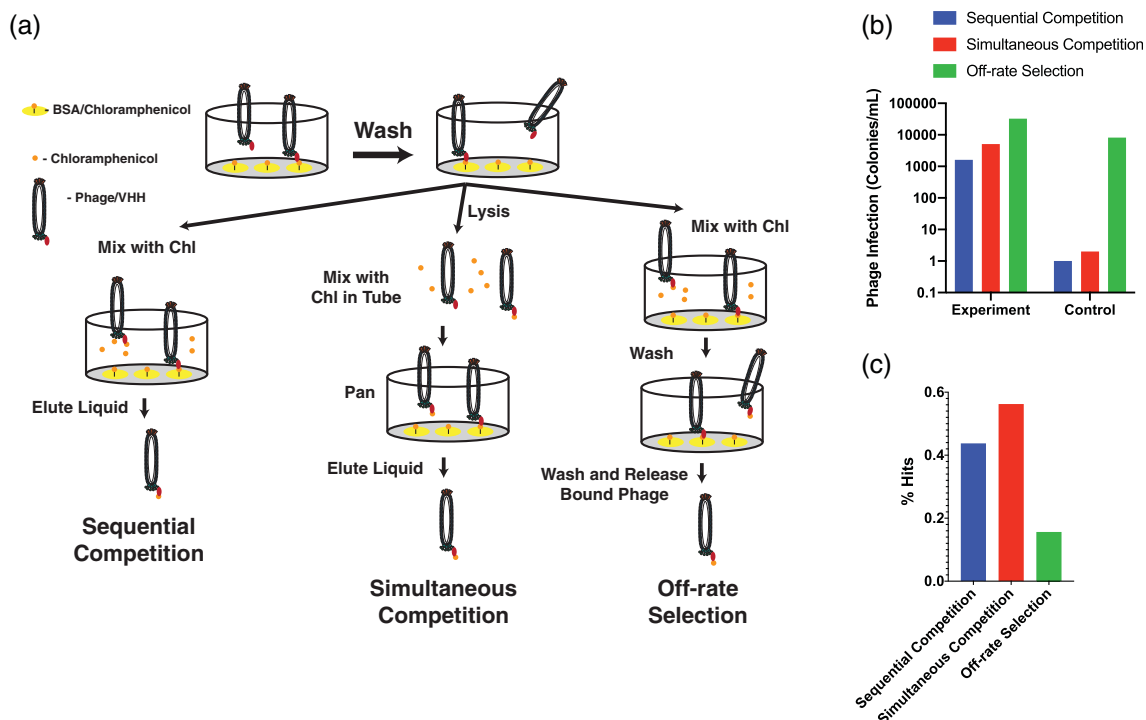 (a)
- BSA/Chloramphenicol
- Chloramphenicol
- Phage/VHH
Wash
Mix with Chl
Elute Liquid
Sequential
Competition
Lysis
Mix with
Chl in Tube
Pan
Elute Liquid
Simultaneous
Competition
Mix with Chl
Wash
Wash and Release
Bound Phage
Off-rate
Selection
(b)
Sequential Competition
Simultaneous Competition
Off-rate Selection
Phage Infection (Colonies/mL)
100000
10000
1000
100
10
1
0.1
Experiment
Control
(c)
% Hits
0.6
0.4
0.2
0.0
Sequential Competition
Simultaneous Competition
Off-rate Selection